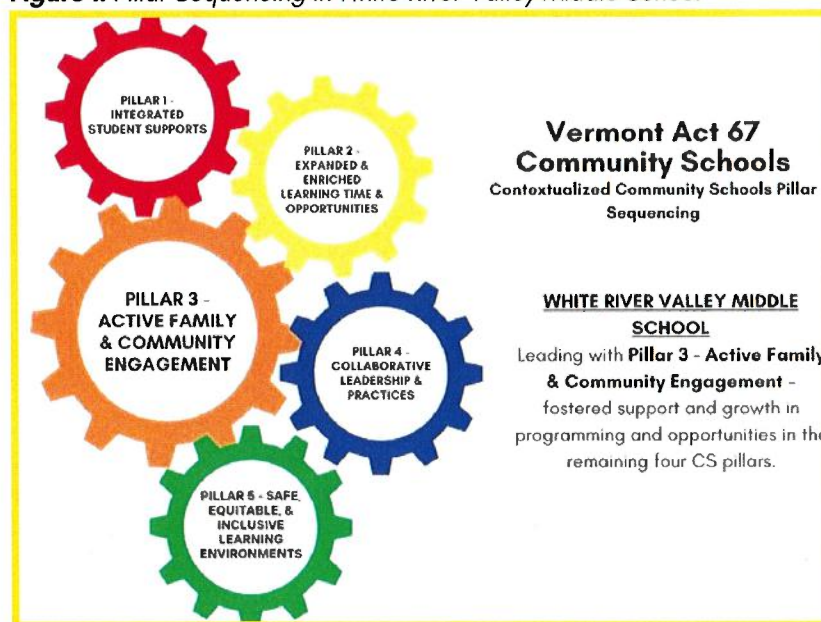 PILLAR 1 -
INTEGRATED
STUDENT SUPPORTS
PILLAR 2 -
EXPANDED &
ENRICHED
LEARNING TIME &
OPPORTUNITIES
PILLAR 3 -
ACTIVE FAMILY
& COMMUNITY
ENGAGEMENT
PILLAR 4 -
COLLABORATIVE
LEADERSHIP &
PRACTICES
PILLAR 5 - SAFE,
EQUITABLE, &
INCLUSIVE
LEARNING
ENVIRONMENTS
Vermont Act 67
Community Schools
Contextualized Community Schools Pillar
Sequencing
WHITE RIVER VALLEY MIDDLE
SCHOOL
Leading with Pillar 3 - Active Family
& Community Engagement -
fostered support and growth in
programming and opportunities in the
remaining four CS pillars.